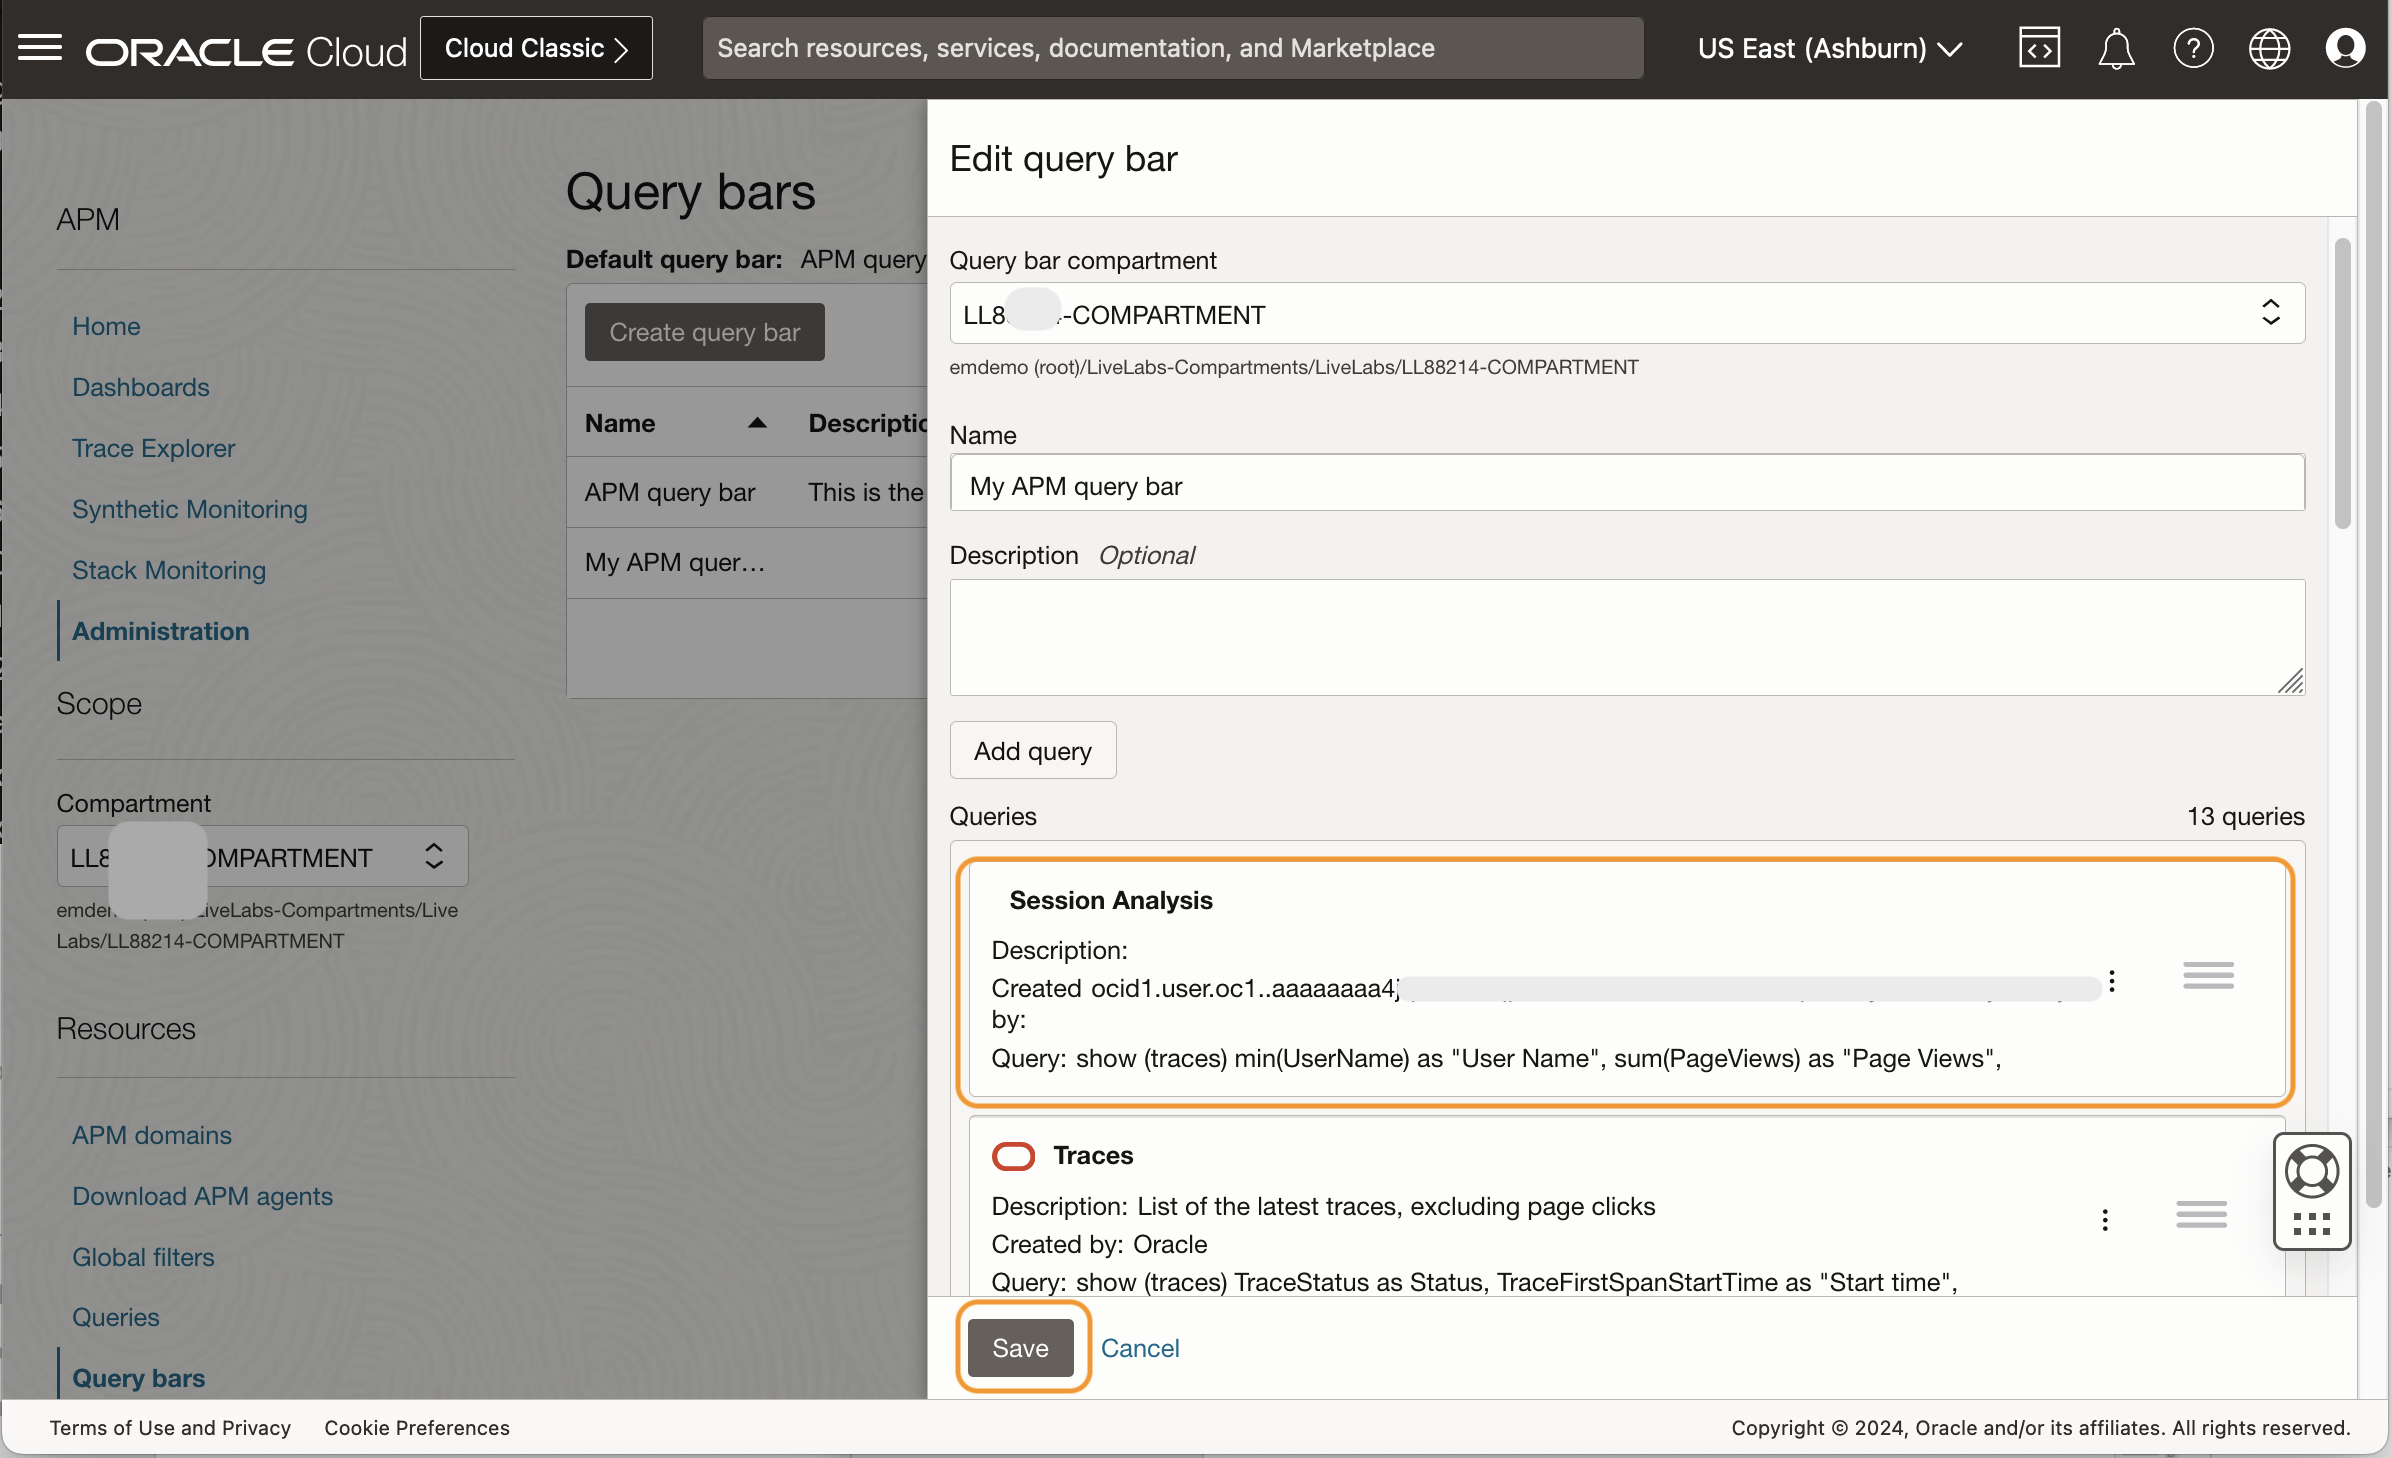 ORACLE Cloud
Cloud Classic
Search resources, services, documentation, and Marketplace
US East (Ashburn)
APM
Home
Dashboards
Trace Explorer
Synthetic Monitoring
Stack Monitoring
Administration
Scope
Compartment
LL8 OMPARTMENT
LiveLabs-Compartments/Live
Labs/LL88214-COMPARTMENT
Resources
APM domains
Download APM agents
Global filters
Queries
Query bars
Query bars
Default query bar: APM query
Create query bar
Name Descriptio
APM query bar This is the
My APM quer…
Edit query bar
Query bar compartment
LL8 -COMPARTMENT
emdemo (root)/LiveLabs-Compartments/LiveLabs/LL88214-COMPARTMENT
Name
My APM query bar
Description Optional
Add query
Queries 13 queries
Session Analysis
Description:
Created ocid1.user.oc1..aaaaaaaa4j
by:
Query: show (traces) min(UserName) as "User Name", sum(PageViews) as "Page Views",
Traces
Description: List of the latest traces, excluding page clicks
Created by: Oracle
Query: show (traces) TraceStatus as Status, TraceFirstSpanStartTime as "Start time",
Save Cancel
Terms of Use and Privacy Cookie Preferences
Copyright © 2024, Oracle and/or its affiliates. All rights reserved.